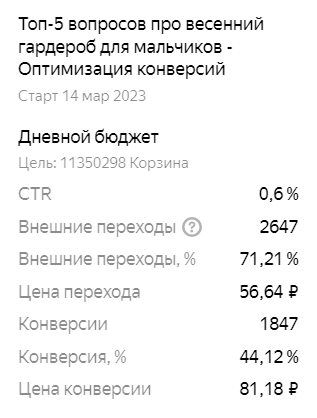 Топ-5 вопросов про весенний
гардероб для мальчиков -
Оптимизация конверсий
Старт 14 мар 2023
Дневной бюджет
Цель: 11350298 Корзина
CTR 0,6 %
Внешние переходы ? 2647
Внешние переходы, % 71,21 %
Цена перехода 56,64 ₽
Конверсии 1847
Конверсия, % 44,12 %
Цена конверсии 81,18 ₽